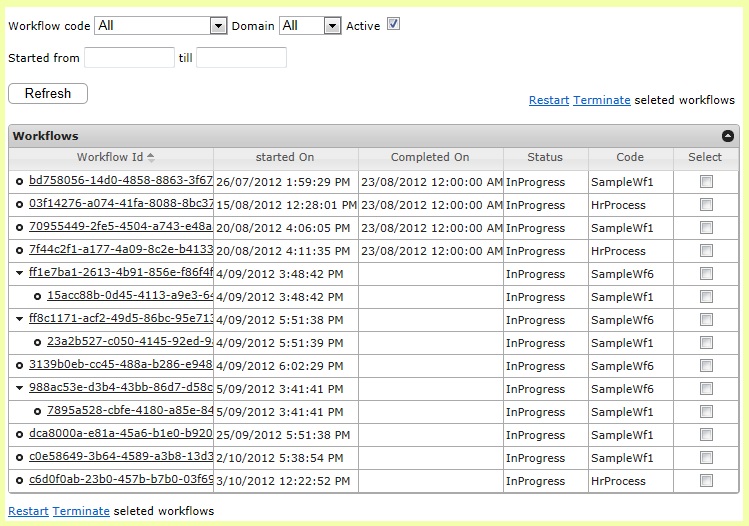 Workflow code All Domain All Active
Started from till
Refresh
Restart Terminate seleted workflows
Workflows
Workflow Id started On Completed On Status Code Select
bd758056-14d0-4858-8863-3f67 26/07/2012 1:59:29 PM 23/08/2012 12:00:00 AM InProgress SampleWf1
03f14276-a074-41fa-8088-8bc37 15/08/2012 12:28:01 PM 23/08/2012 12:00:00 AM InProgress HrProcess
70955449-2fe5-4504-a743-e48a 20/08/2012 4:06:05 PM 23/08/2012 12:00:00 AM InProgress SampleWf1
7f44c2f1-a177-4a09-8c2e-b4133 20/08/2012 4:11:35 PM 23/08/2012 12:00:00 AM InProgress HrProcess
ff1e7ba1-2613-4b91-856e-f86f4f 4/09/2012 3:48:42 PM InProgress SampleWf6
15acc88b-0d45-4113-a9e3-64 4/09/2012 3:48:42 PM InProgress SampleWf1
ff8c1171-acf2-49d5-86bc-95e713 4/09/2012 5:51:38 PM InProgress SampleWf6
23a2b527-c050-4145-92ed-9a 4/09/2012 5:51:39 PM InProgress SampleWf1
3139b0eb-cc45-488a-b286-e948 4/09/2012 6:02:29 PM InProgress SampleWf6
988ac53e-d3b4-43bb-86d7-d58c 5/09/2012 3:41:41 PM InProgress SampleWf6
7895a528-cbfe-4180-a85e-84 5/09/2012 3:41:41 PM InProgress SampleWf1
dca8000a-e81a-45a6-b1e0-b920 25/09/2012 5:51:38 PM InProgress SampleWf1
c0e58649-3b64-4589-a3b8-13d3 2/10/2012 5:38:54 PM InProgress SampleWf1
c6d0f0ab-23b0-457b-b7b0-03f69 3/10/2012 12:22:52 PM InProgress HrProcess
Restart Terminate seleted workflows